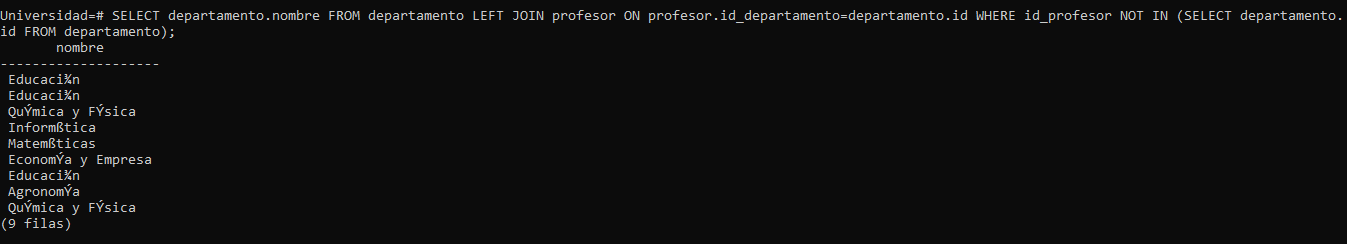 Universidad=# SELECT departamento.nombre FROM departamento LEFT JOIN profesor ON profesor.id_departamento=departamento.id WHERE id_profesor NOT IN (SELECT departamento.
id FROM departamento);
nombre
--------------------
Educaci¾n
Educaci¾n
QuÝmica y FÝsica
Informßtica
Matemßticas
EconomÝa y Empresa
Educaci¾n
AgronomÝa
QuÝmica y FÝsica
(9 filas)